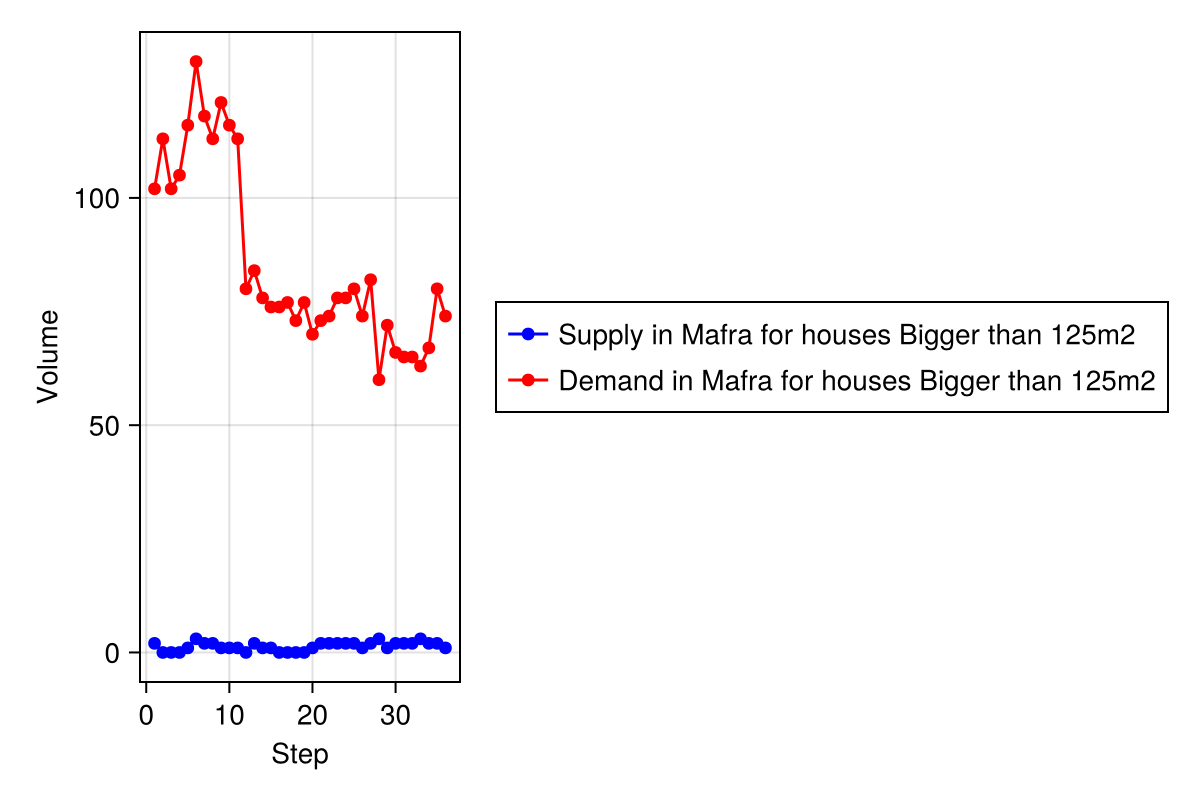 100
50
0
Volume
0 10 20 30
Step
Supply in Mafra for houses Bigger than 125m2
Demand in Mafra for houses Bigger than 125m2